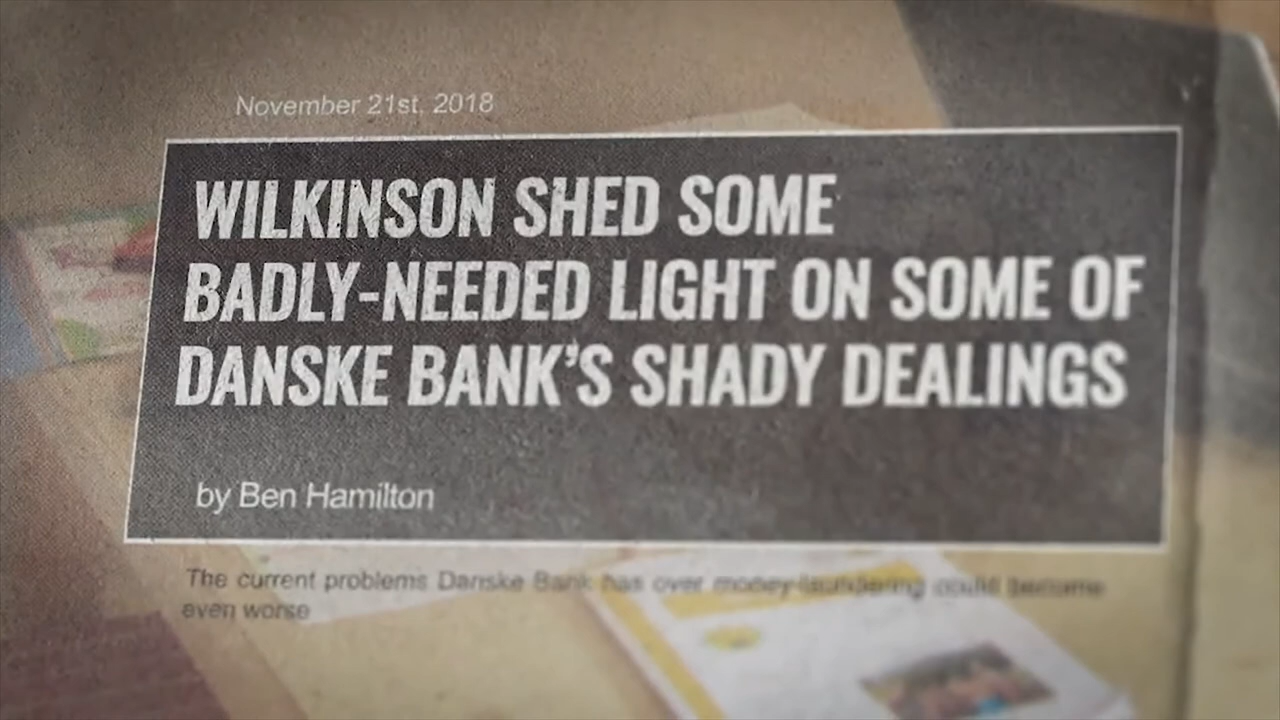 November 21st, 2018
WILKINSON SHED SOME
BADLY-NEEDED LIGHT ON SOME OF
DANSKE BANK'S SHADY DEALINGS
by Ben Hamilton
The current problems Danske Bank has over money-laundering could become
even worse